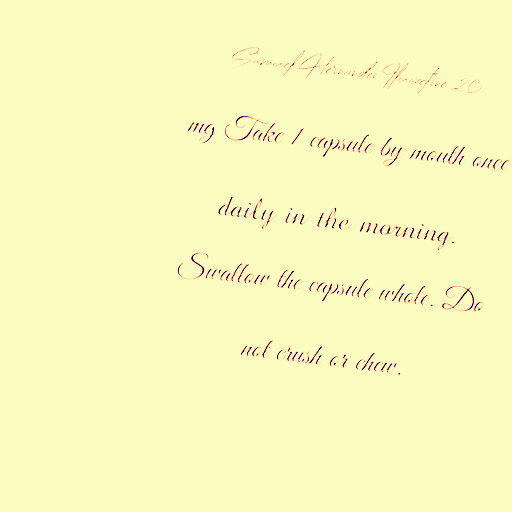 Samuel Hernandez Fluoxetine 20
mg Take 1 capsule by mouth once
daily in the morning.
Swallow the capsule whole. Do
not crush or chew.